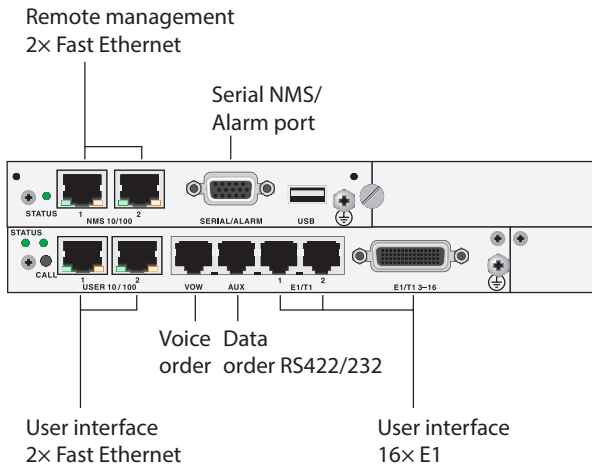 Remote management
2× Fast Ethernet
Serial NMS/
Alarm port
STATUS
1
2
NMS 10/100
SERIAL/ALARM
USB
STATUS
CALL
1
2
USER 10 / 100
VOW
AUX
1
E1/T1
2
E1/T1 3–16
Voice
order
Data
order RS422/232
User interface
2× Fast Ethernet
User interface
16× E1